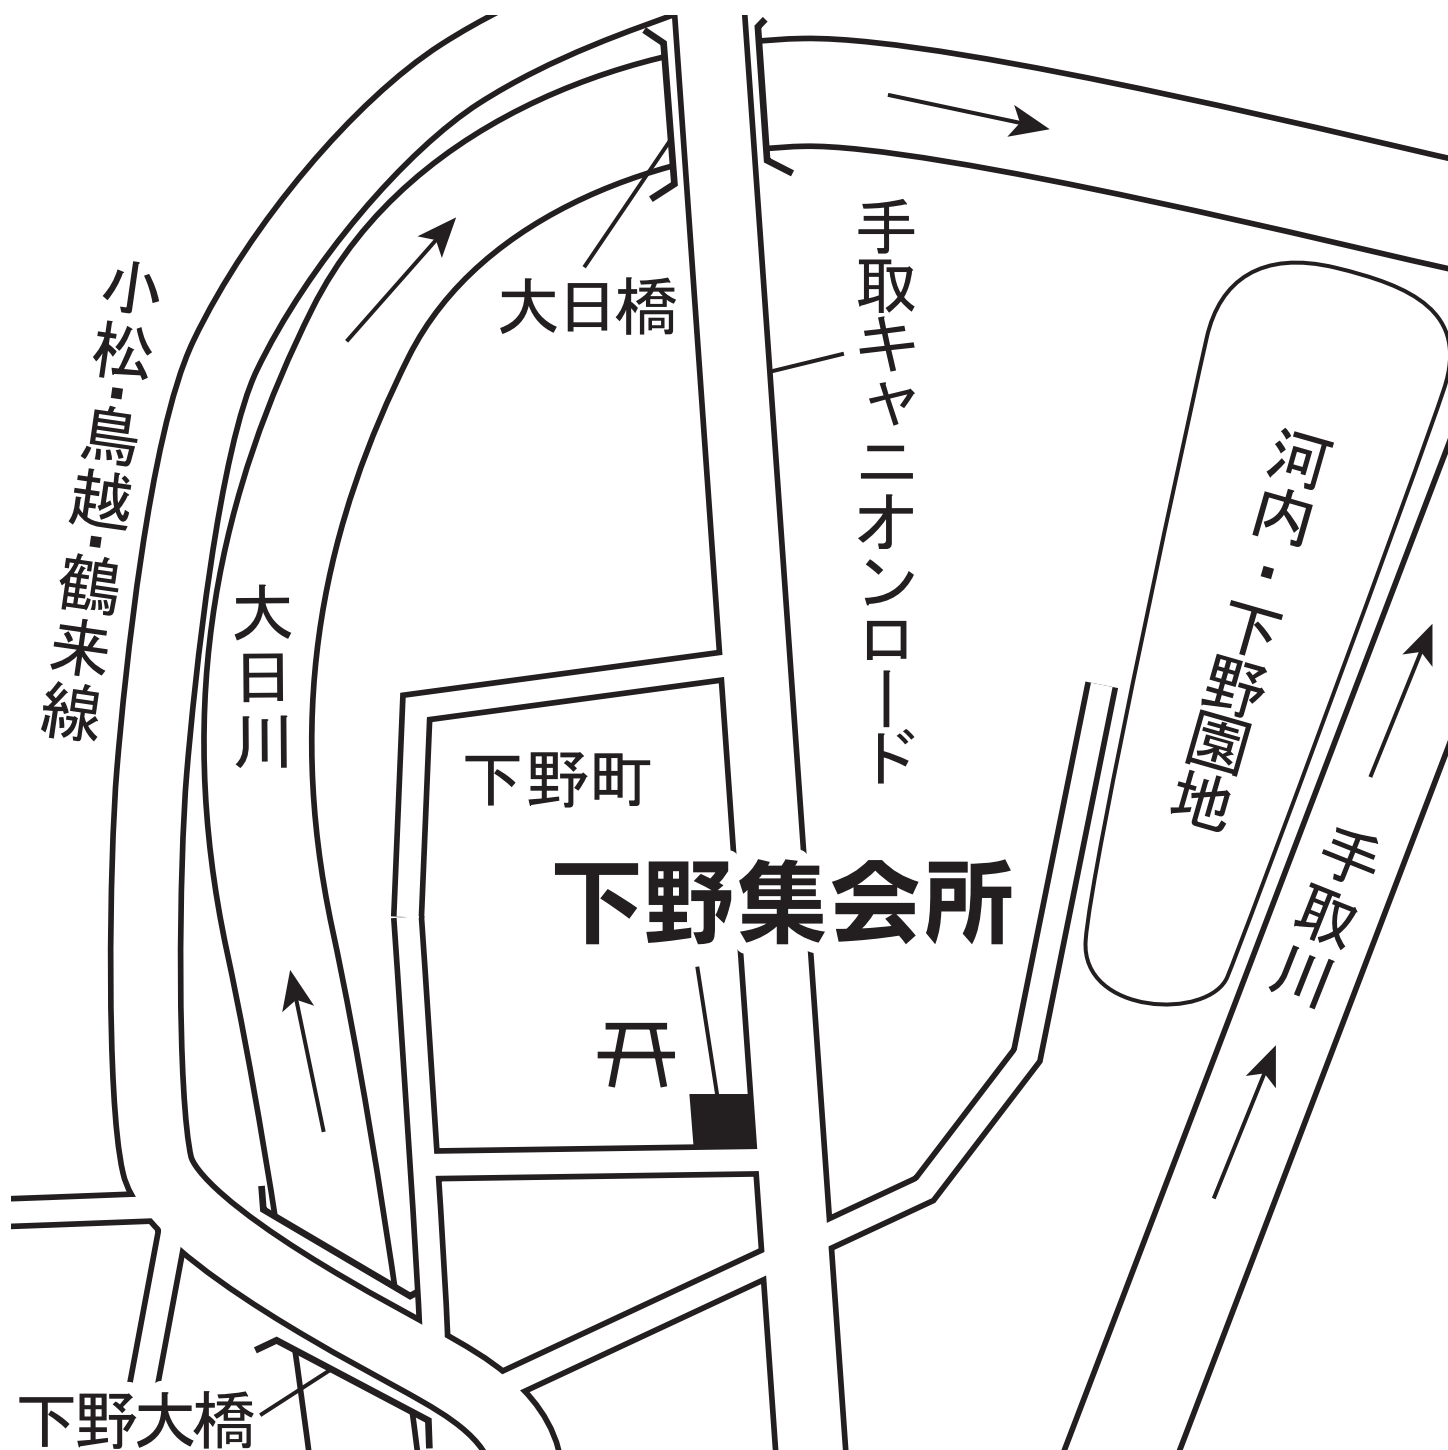 大日橋
手取キャニオンロード
小松・鳥越・鶴来線
河内・下野園地
大日川
下野町
手取川
下野集会所
下野大橋